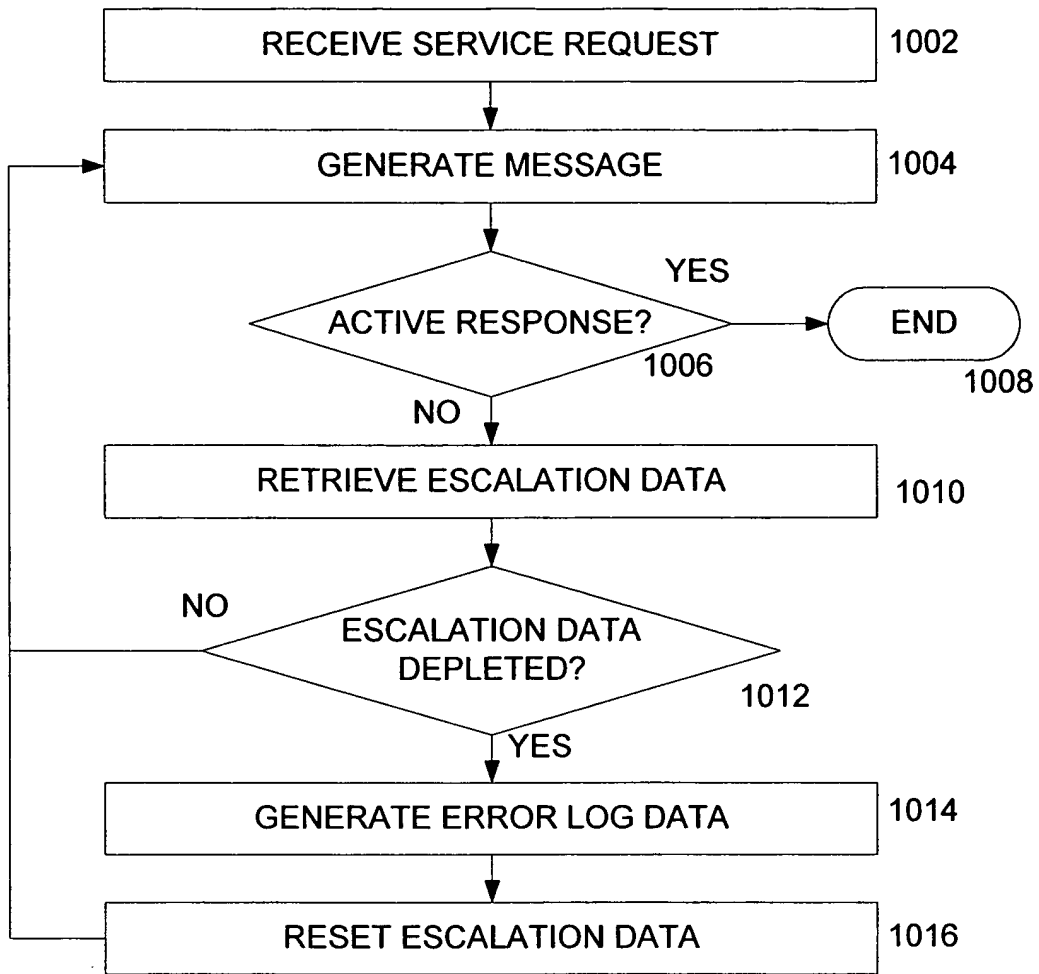 RECEIVE SERVICE REQUEST
1002
GENERATE MESSAGE
1004
YES
ACTIVE RESPONSE?
1006
END
1008
NO
RETRIEVE ESCALATION DATA
1010
NO
ESCALATION DATA
DEPLETED?
1012
YES
GENERATE ERROR LOG DATA
1014
RESET ESCALATION DATA
1016